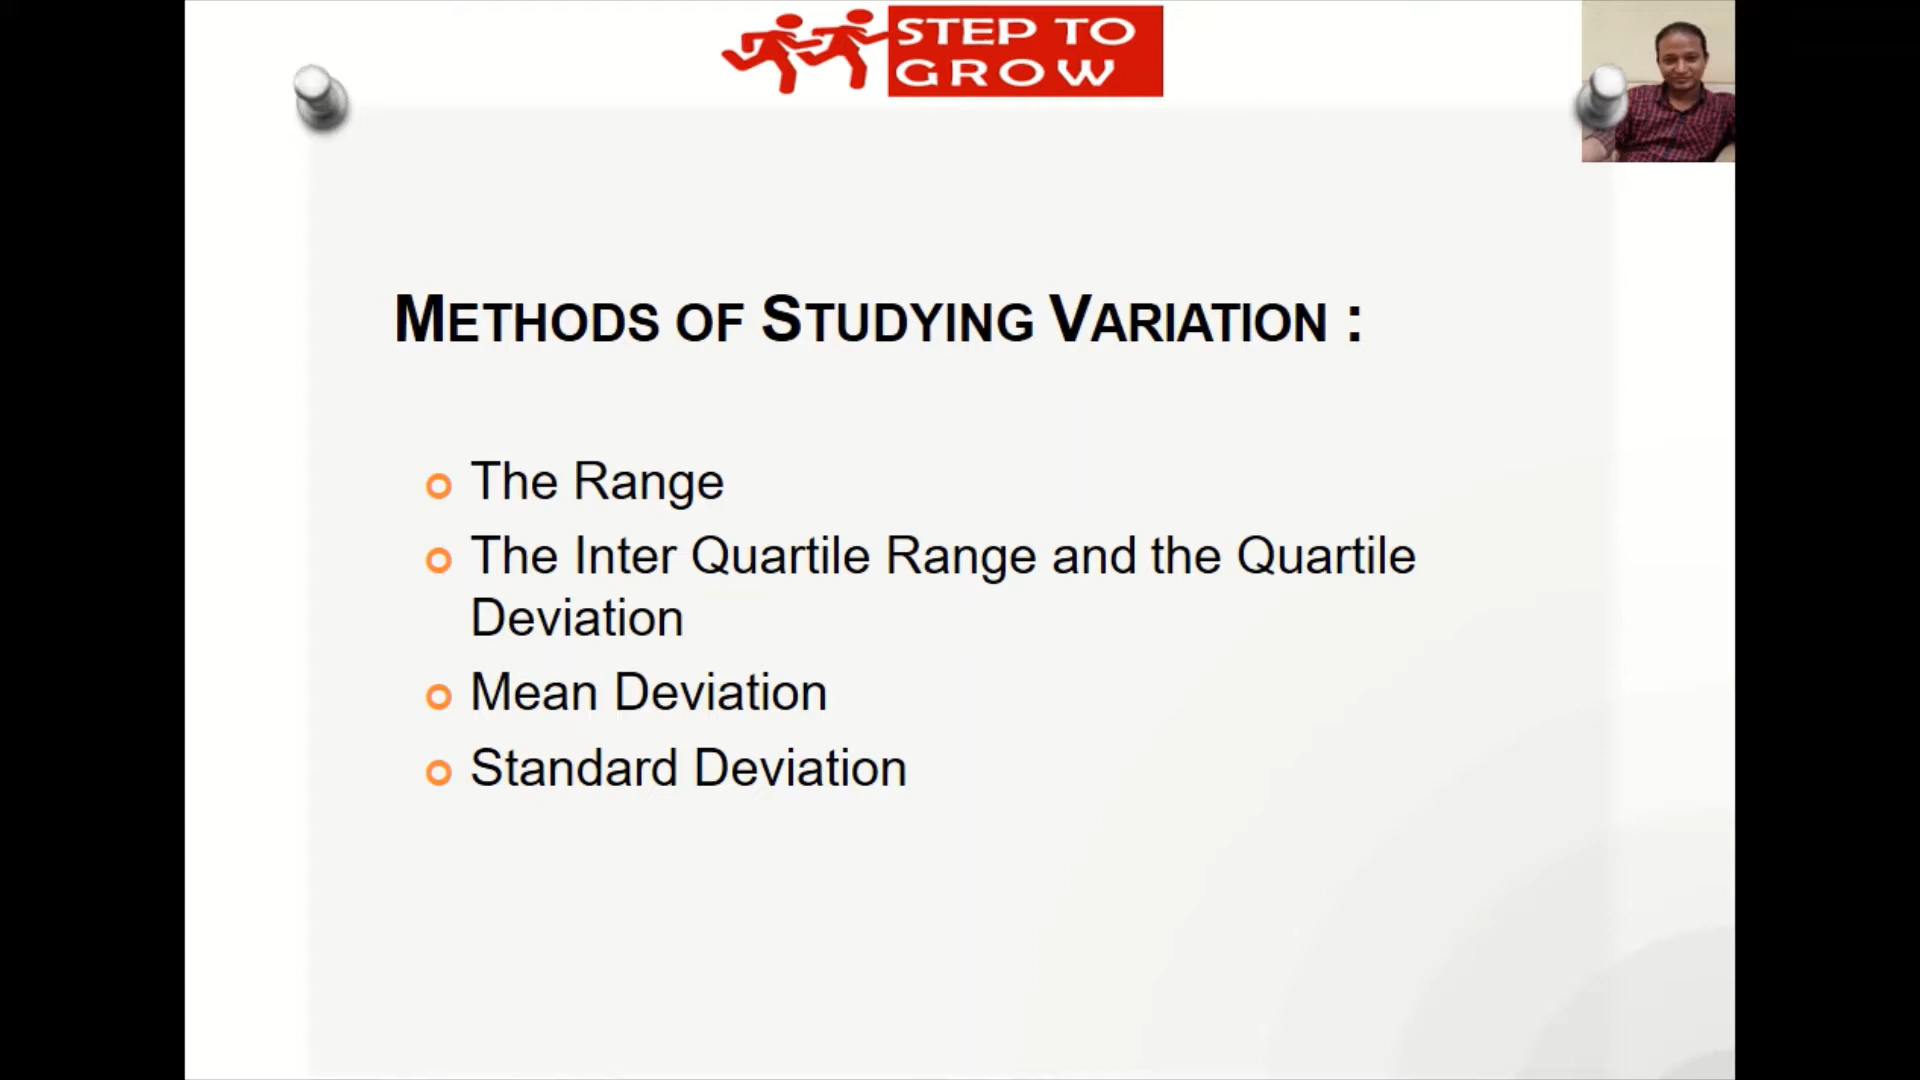 STEP TO
GROW
METHODS OF STUDYING VARIATION :
The Range
The Inter Quartile Range and the Quartile
Deviation
Mean Deviation
Standard Deviation